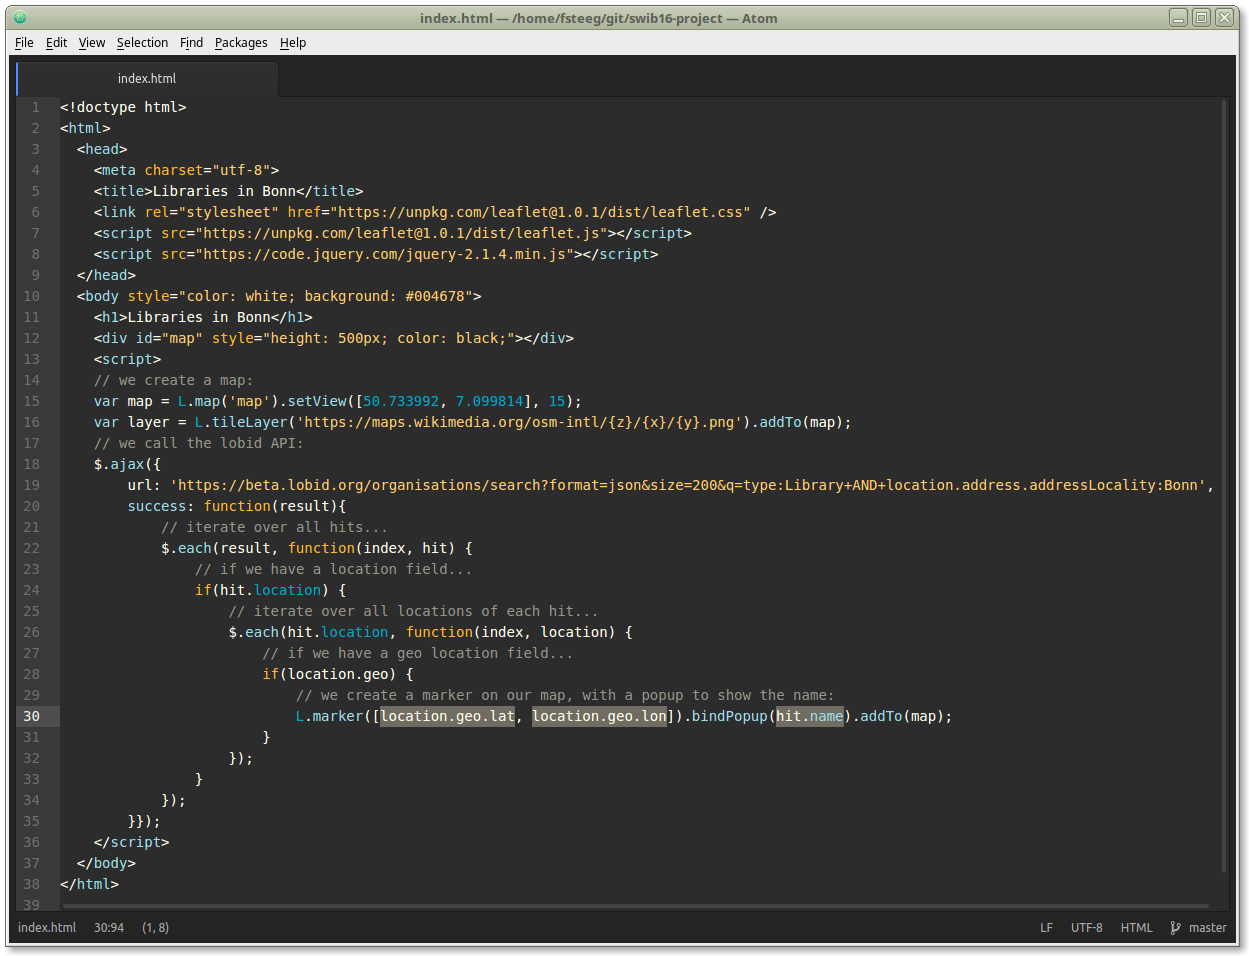 index.html — /home/fsteeg/git/swib16-project — Atom
File Edit View Selection Find Packages Help
index.html
1 <!doctype html>
2 <html>
3   <head>
4     <meta charset="utf-8">
5     <title>Libraries in Bonn</title>
6     <link rel="stylesheet" href="https://unpkg.com/leaflet@1.0.1/dist/leaflet.css" />
7     <script src="https://unpkg.com/leaflet@1.0.1/dist/leaflet.js"></script>
8     <script src="https://code.jquery.com/jquery-2.1.4.min.js"></script>
9   </head>
10   <body style="color: white; background: #004678">
11     <h1>Libraries in Bonn</h1>
12     <div id="map" style="height: 500px; color: black;"></div>
13     <script>
14     // we create a map:
15     var map = L.map('map').setView([50.733992, 7.099814], 15);
16     var layer = L.tileLayer('https://maps.wikimedia.org/osm-intl/{z}/{x}/{y}.png').addTo(map);
17     // we call the lobid API:
18     $.ajax({
19         url: 'https://beta.lobid.org/organisations/search?format=json&size=200&q=type:Library+AND+location.address.addressLocality:Bonn',
20         success: function(result){
21             // iterate over all hits...
22             $.each(result, function(index, hit) {
23                 // if we have a location field...
24                 if(hit.location) {
25                     // iterate over all locations of each hit...
26                     $.each(hit.location, function(index, location) {
27                         // if we have a geo location field...
28                         if(location.geo) {
29                             // we create a marker on our map, with a popup to show the name:
30                             L.marker([location.geo.lat, location.geo.lon]).bindPopup(hit.name).addTo(map);
31                         }
32                     });
33                 }
34             });
35         }});
36     </script>
37   </body>
38 </html>
39
index.html 30:94 (1, 8) LF UTF-8 HTML master